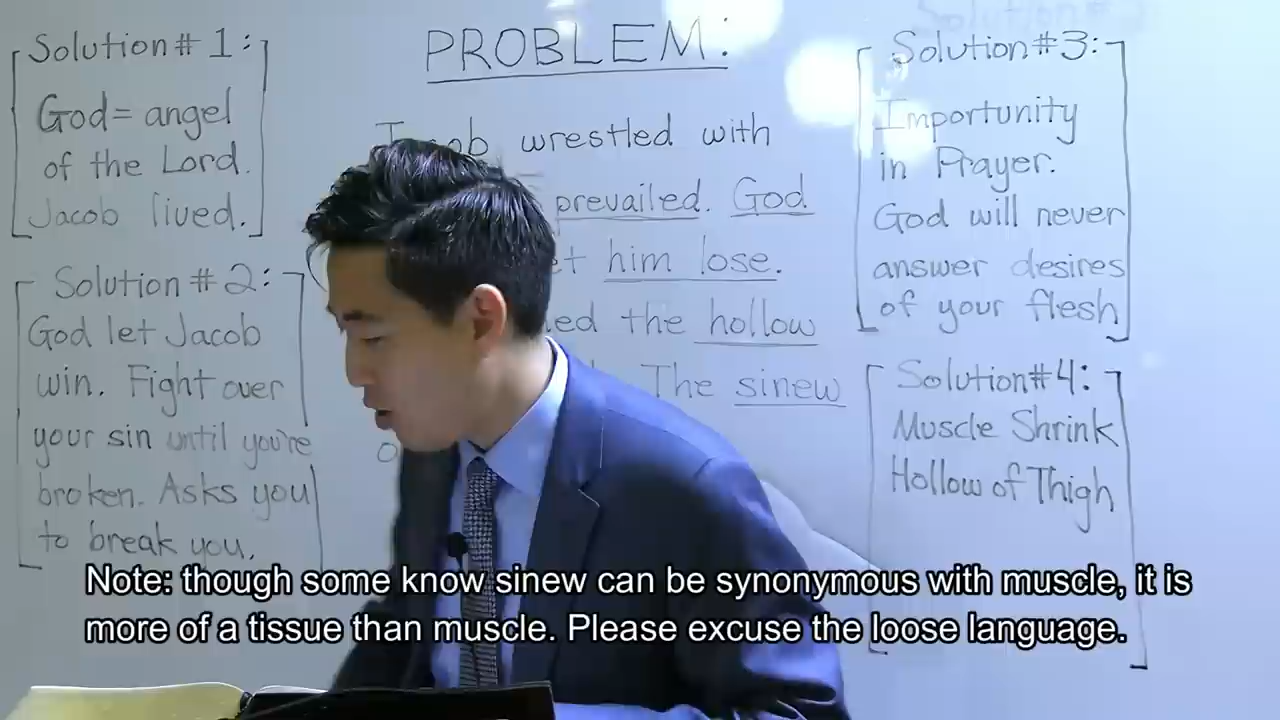 Solution# 1:
God= angel
of the Lord.
Jacob lived.
Solution #2:
God let Jacob
win. Fight over
your sin until you're
broken. Asks you
to break you.
PROBLEM:
wrestled with
prevailed. God
him lose.
the hollow
The sinew
Solution#3:
Importunity
in Prayer.
God will never
answer desires
of your flesh
Solution#4:
Muscle Shrink
Hollow of Thigh
Note: though some know sinew can be synonymous with muscle, it is
more of a tissue than muscle. Please excuse the loose language.